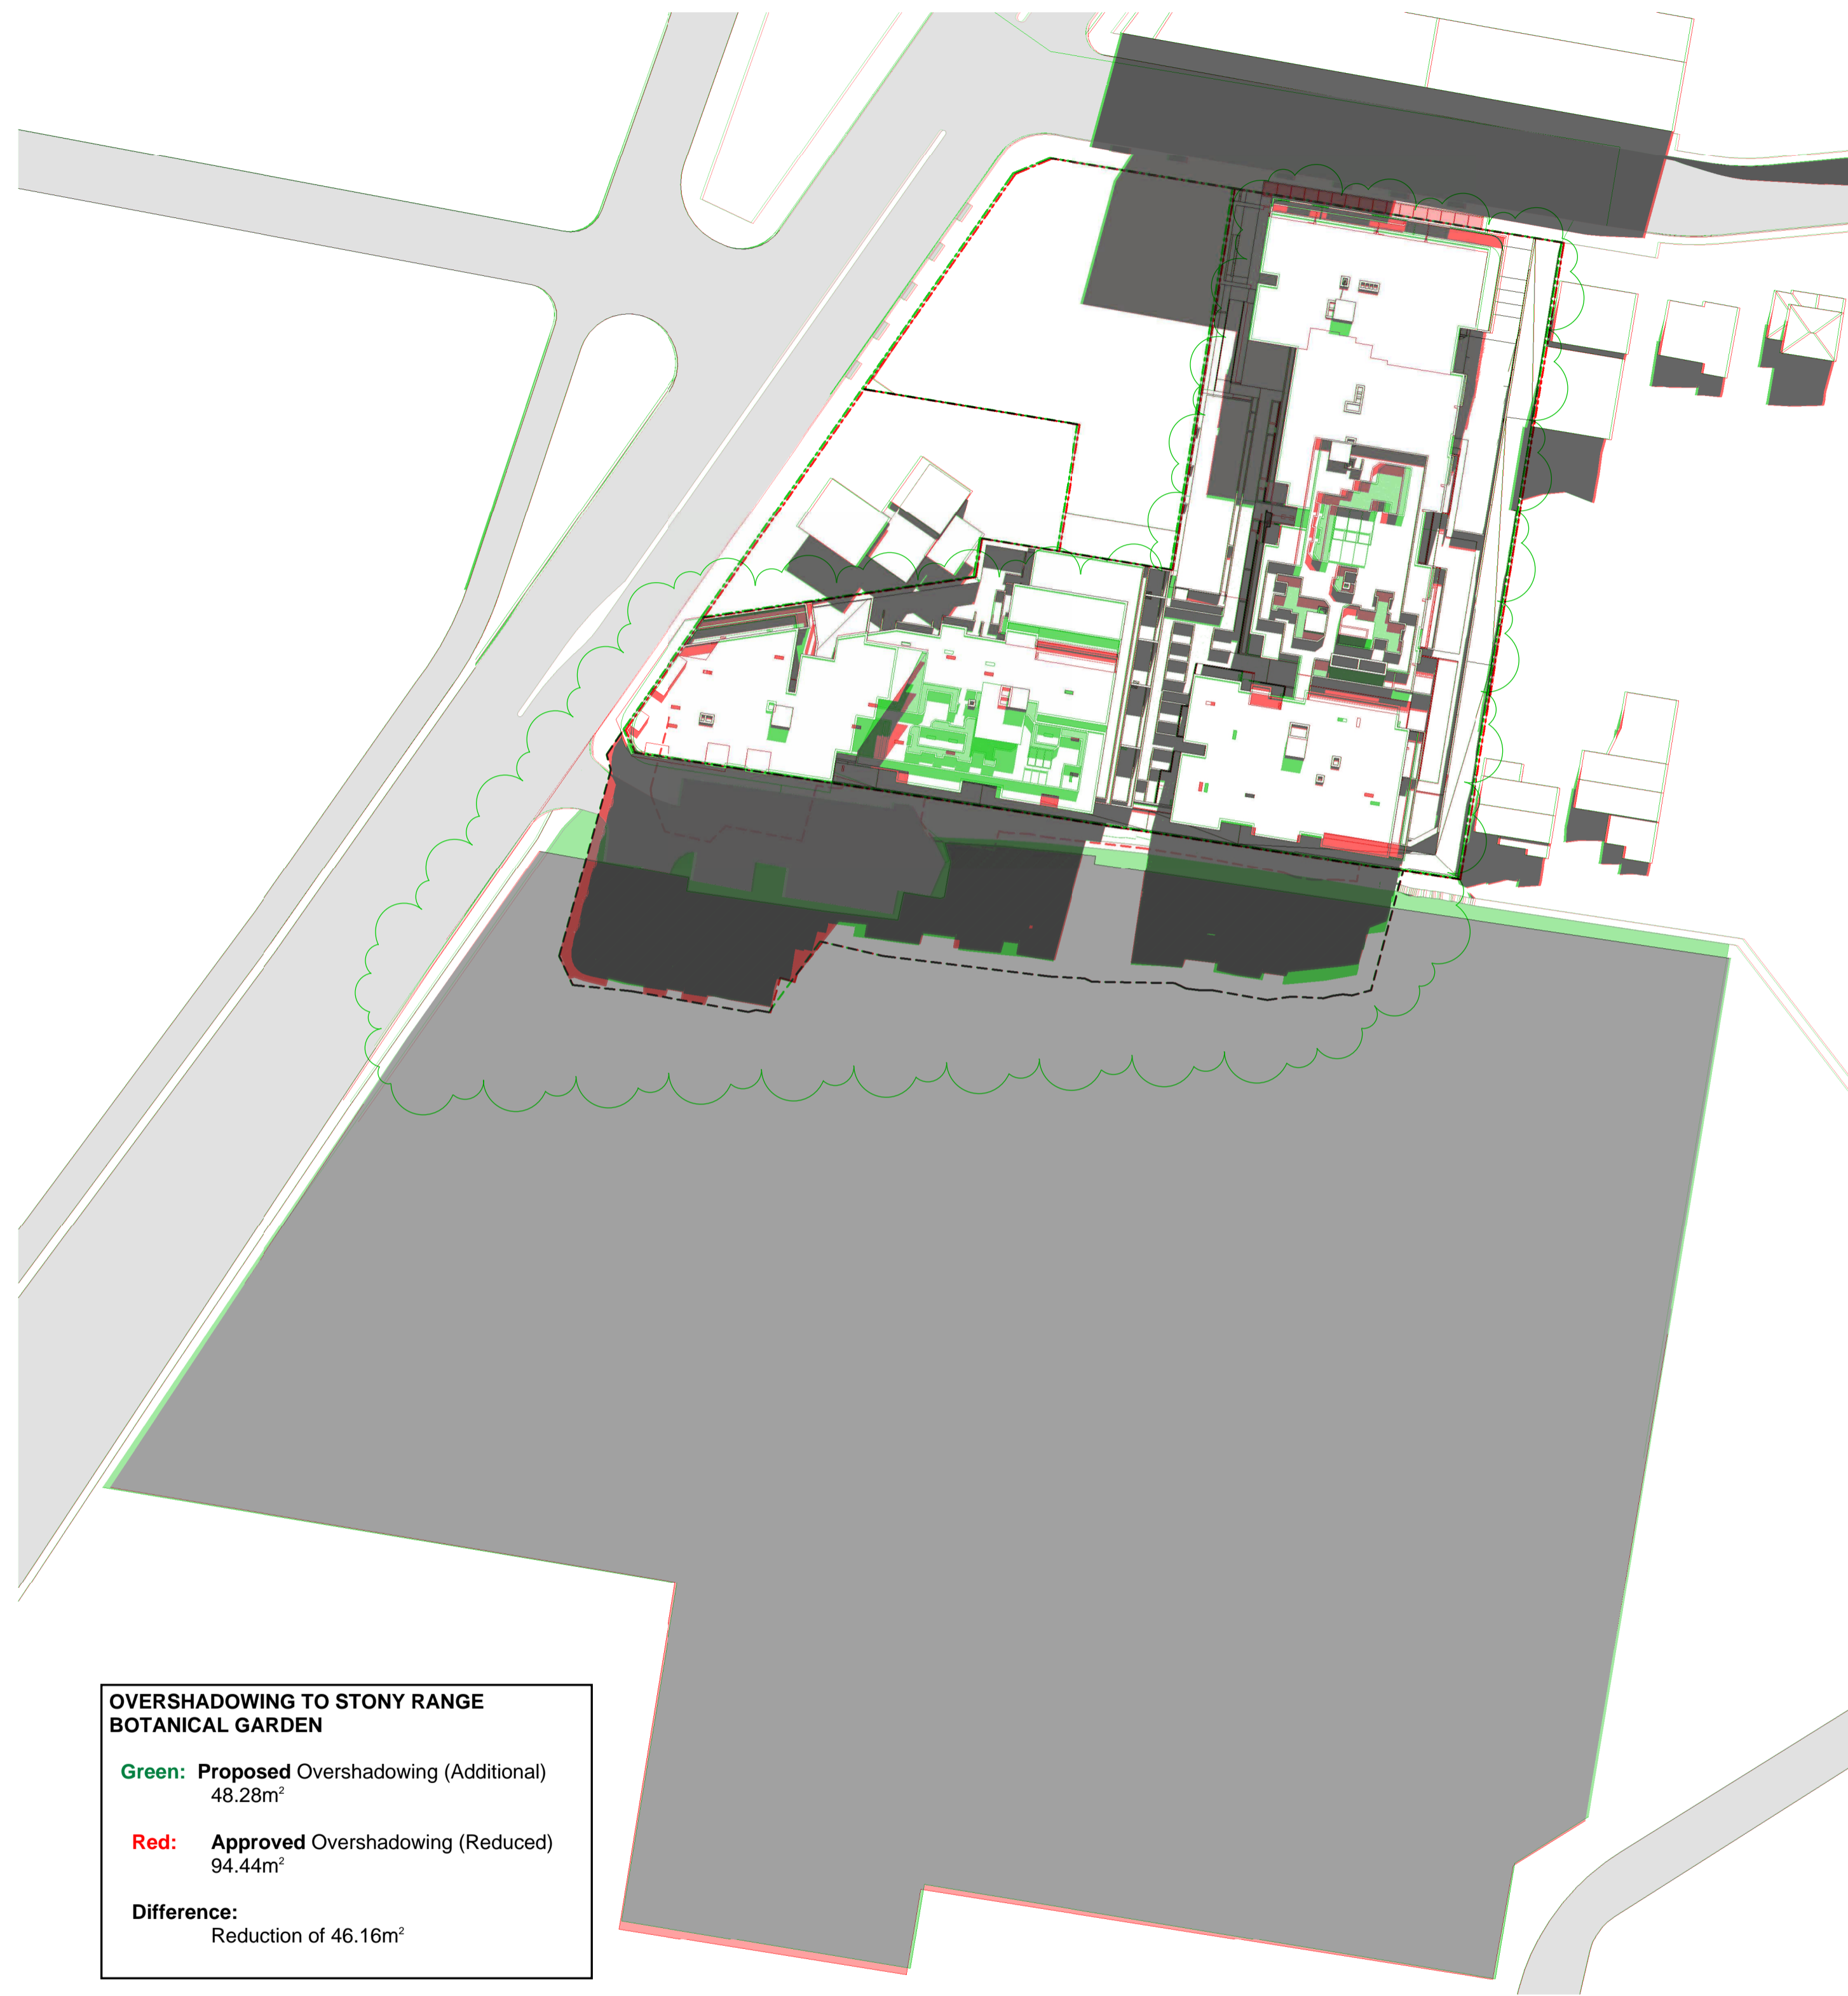 OVERSHADOWING TO STONY RANGE
BOTANICAL GARDEN
Green: Proposed Overshadowing (Additional)
48.28m²
Red: Approved Overshadowing (Reduced)
94.44m²
Difference:
Reduction of 46.16m²